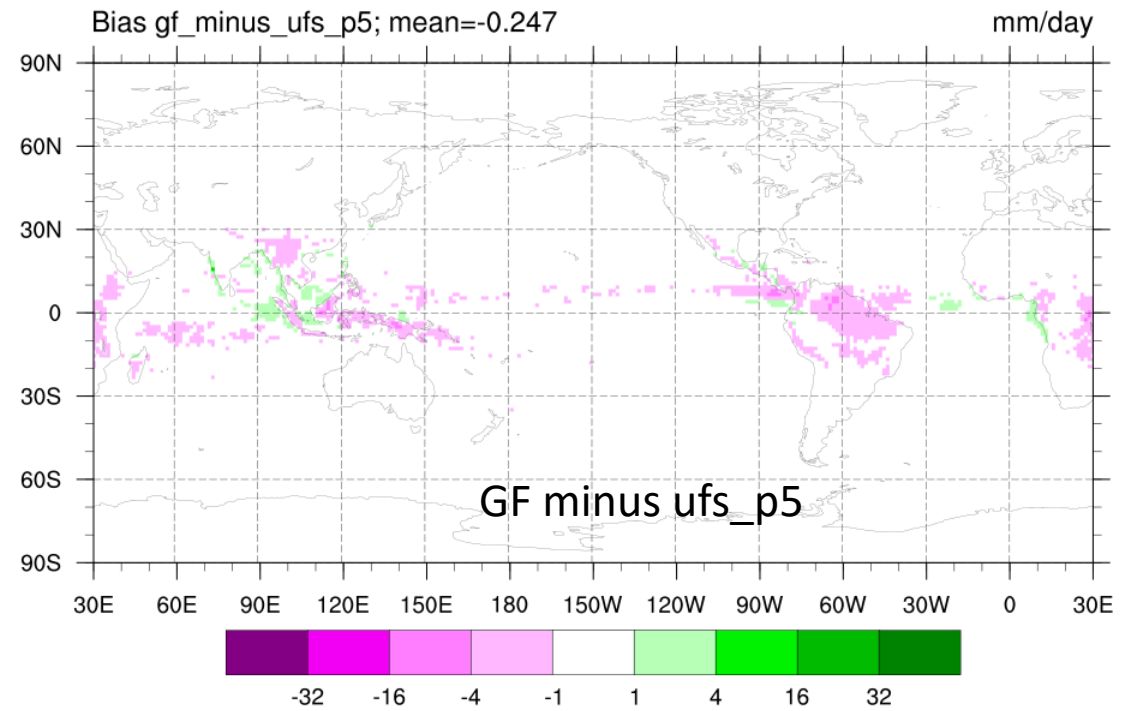 Bias gf_minus_ufs_p5; mean=-0.247 mm/day
90N
60N
30N
0
30S
60S
GF minus ufs_p5
90S
30E 60E 90E 120E 150E 180 150W 120W 90W 60W 30W 0 30E
-32 -16 -4 -1 1 4 16 32